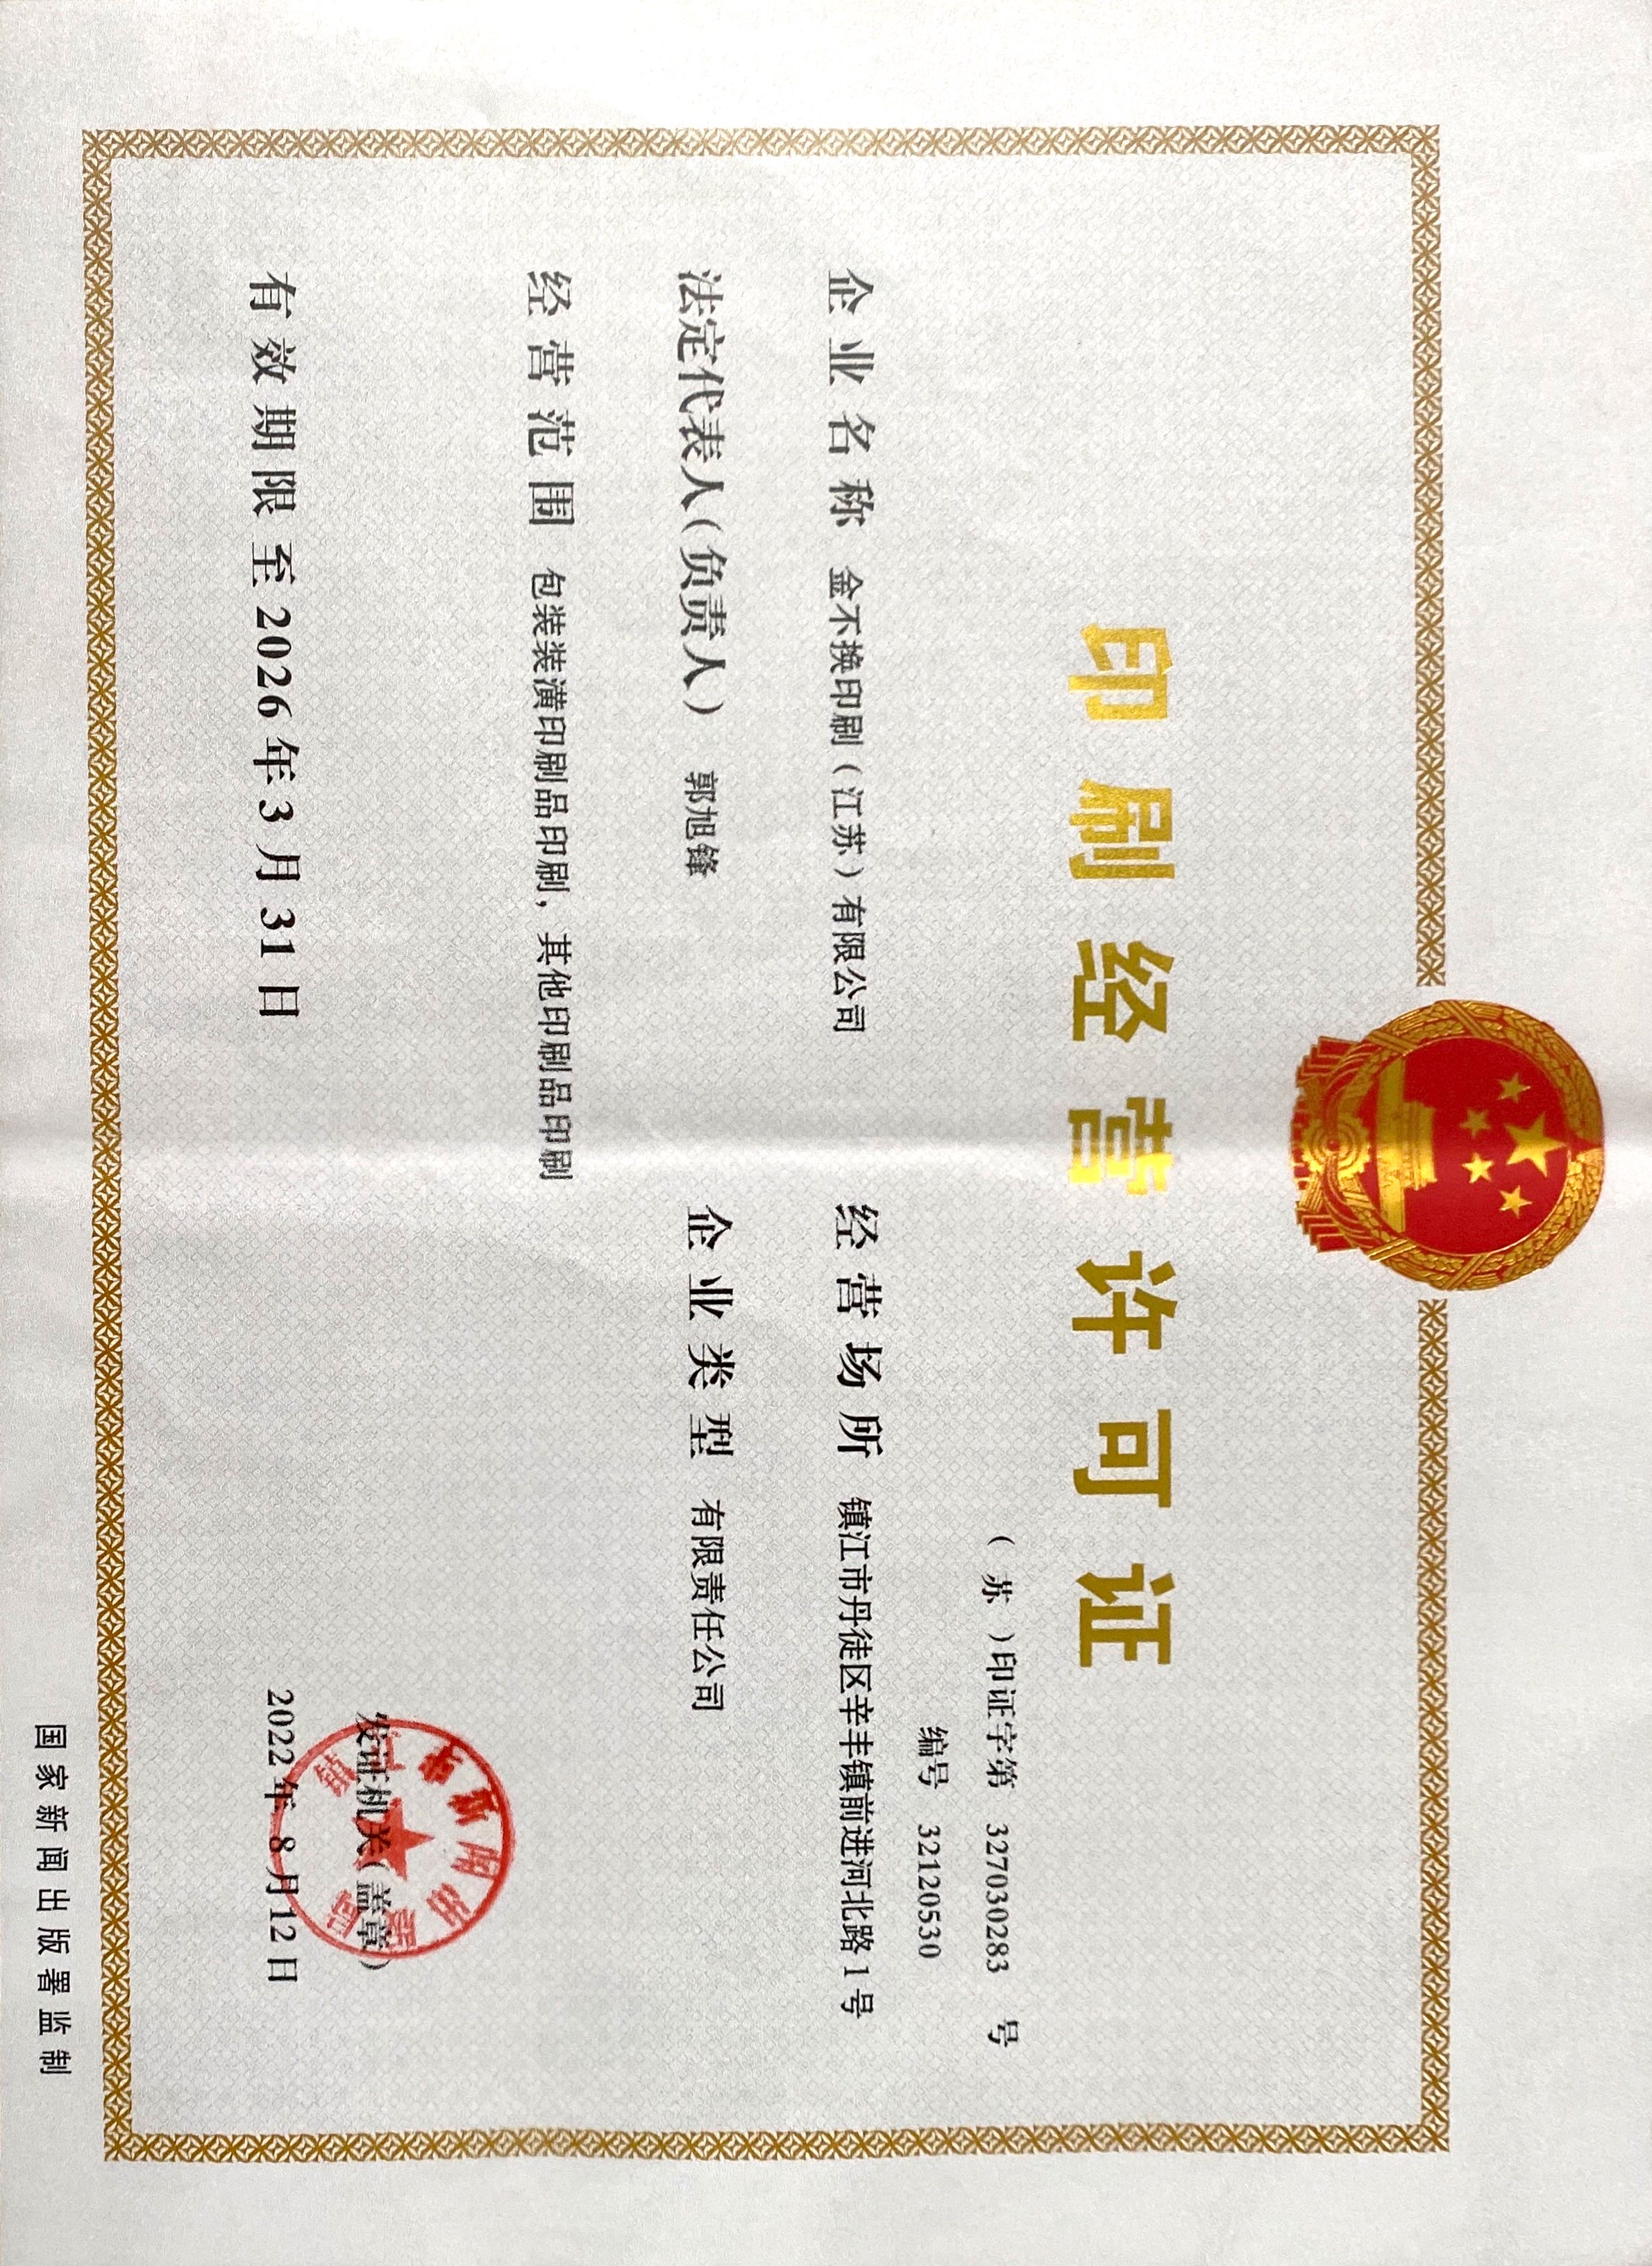 印刷经营许可证
（ 苏 ）印证字第 327030283 号
编号 32120530
企业名称 金不换印刷（江苏）有限公司
经营场所 镇江市丹徒区辛丰镇前进河北路1号
法定代表人（负责人） 郭旭锋
企业类型 有限责任公司
经营范围 包装装潢印刷品印刷，其他印刷品印刷
发证机关（盖章）
有效期限至2026年3月31日
2022年 8月12日
国家新闻出版署监制